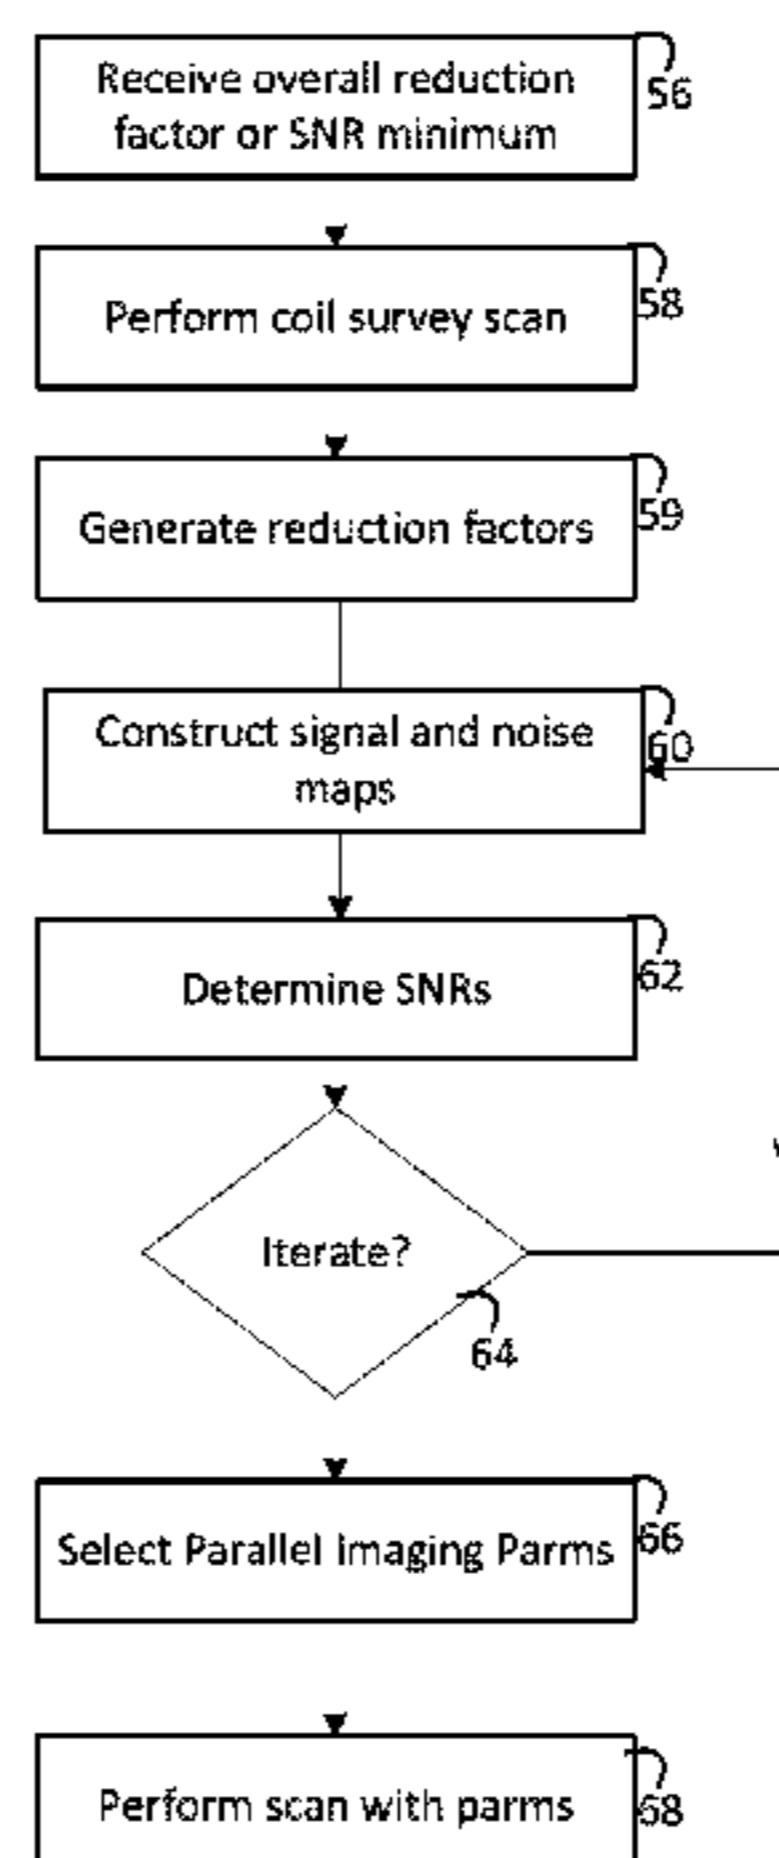 Receive overall reduction
factor or SNR minimum
56
Perform coil survey scan
58
Generate reduction factors
59
Construct signal and noise
maps
60
Determine SNRs
62
Iterate?
64
Select Parallel Imaging Parms
66
Perform scan with parms
68